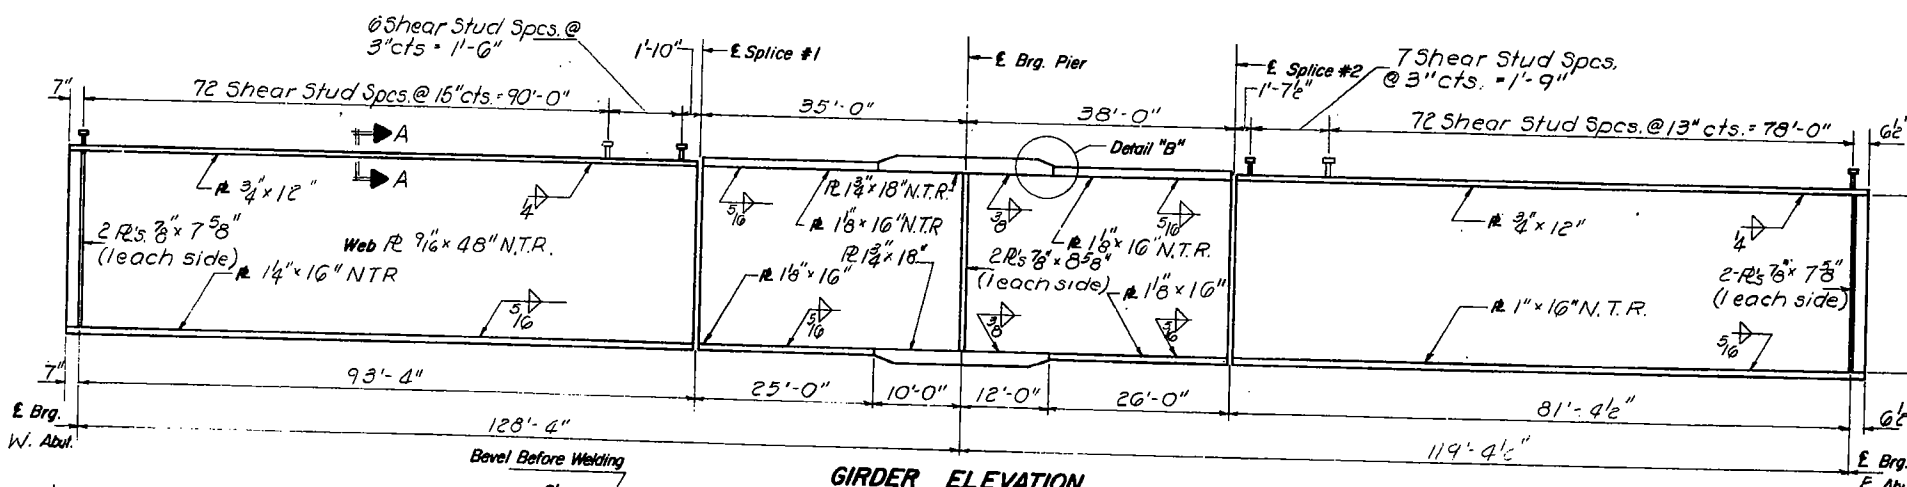 6 Shear Stud Spcs. @
3" cts = 1'-6"
1'-10"
℄ Splice #1
℄ Brg. Pier
℄ Splice #2
7 Shear Stud Spcs.
@ 3" cts. = 1'-9"
7"
72 Shear Stud Spcs. @ 15" cts. = 90'-0"
35'-0"
38'-0"
1'-7½"
72 Shear Stud Spcs. @ 13" cts. = 78'-0"
6½"
A
A
Detail "B"
℄ ¾" x 12"
1/4
5/16
℄ 1¾" x 18" N.T.R.
3/8
5/16
℄ ¾" x 12"
1/4
2 ℄'s. ⅞" x 7⅝"
(1 each side)
Web ℄ 9/16 x 48" N.T.R.
℄ 1⅛" x 16" N.T.R
℄ 1¾" x 18"
2 ℄'s ⅞" x 8⅝"
(1 each side)
℄ 1⅛" x 16" N.T.R.
2-℄'s ⅞" x 7⅝"
(1 each side)
℄ 1¼" x 16" NTR
℄ 1⅛" x 16"
℄ 1⅛ x 16"
℄ 1" x 16" N.T.R.
5/16
5/16
3/8
5/16
5/16
7"
93'-4"
25'-0"
10'-0"
12'-0"
26'-0"
81'-4½"
6½
℄ Brg.
W. Abut.
128'-4"
119'-4½"
℄ Brg.
Bevel Before Welding
GIRDER ELEVATION